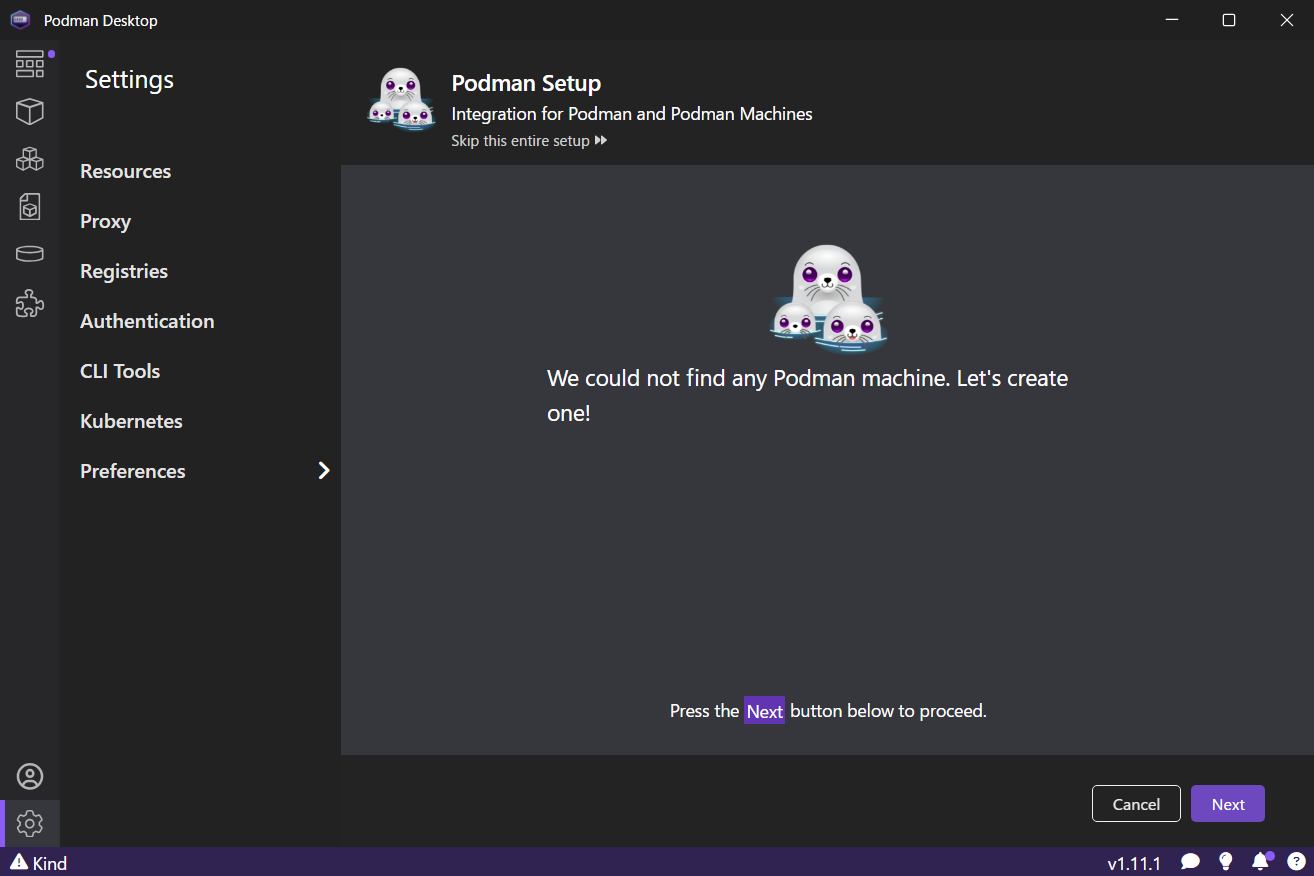 Podman Desktop
Settings
Resources
Proxy
Registries
Authentication
CLI Tools
Kubernetes
Preferences
Podman Setup
Integration for Podman and Podman Machines
Skip this entire setup
We could not find any Podman machine. Let's create
one!
Press the Next button below to proceed.
Cancel
Next
Kind
v1.11.1